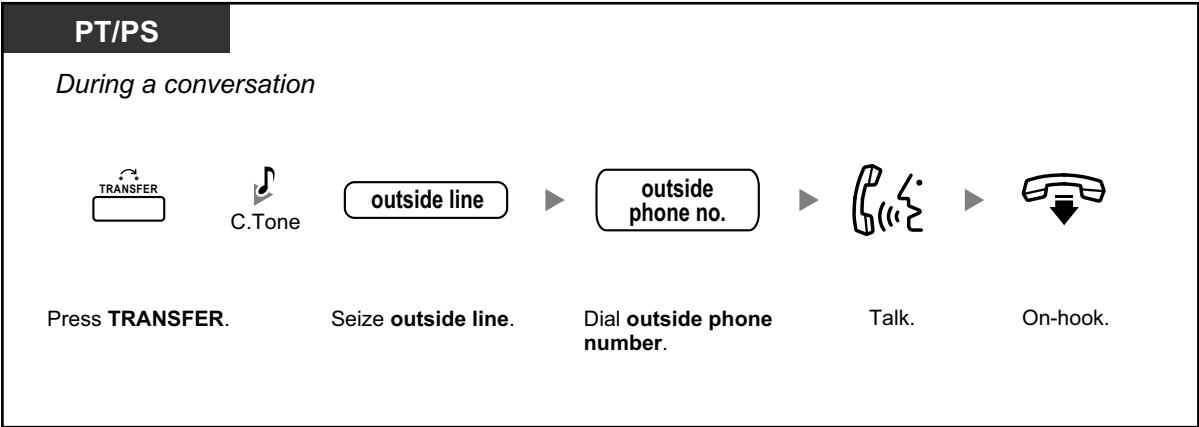 PT/PS
During a conversation
TRANSFER
C.Tone
outside line
outside
phone no.
Press TRANSFER.
Seize outside line.
Dial outside phone
number.
Talk.
On-hook.